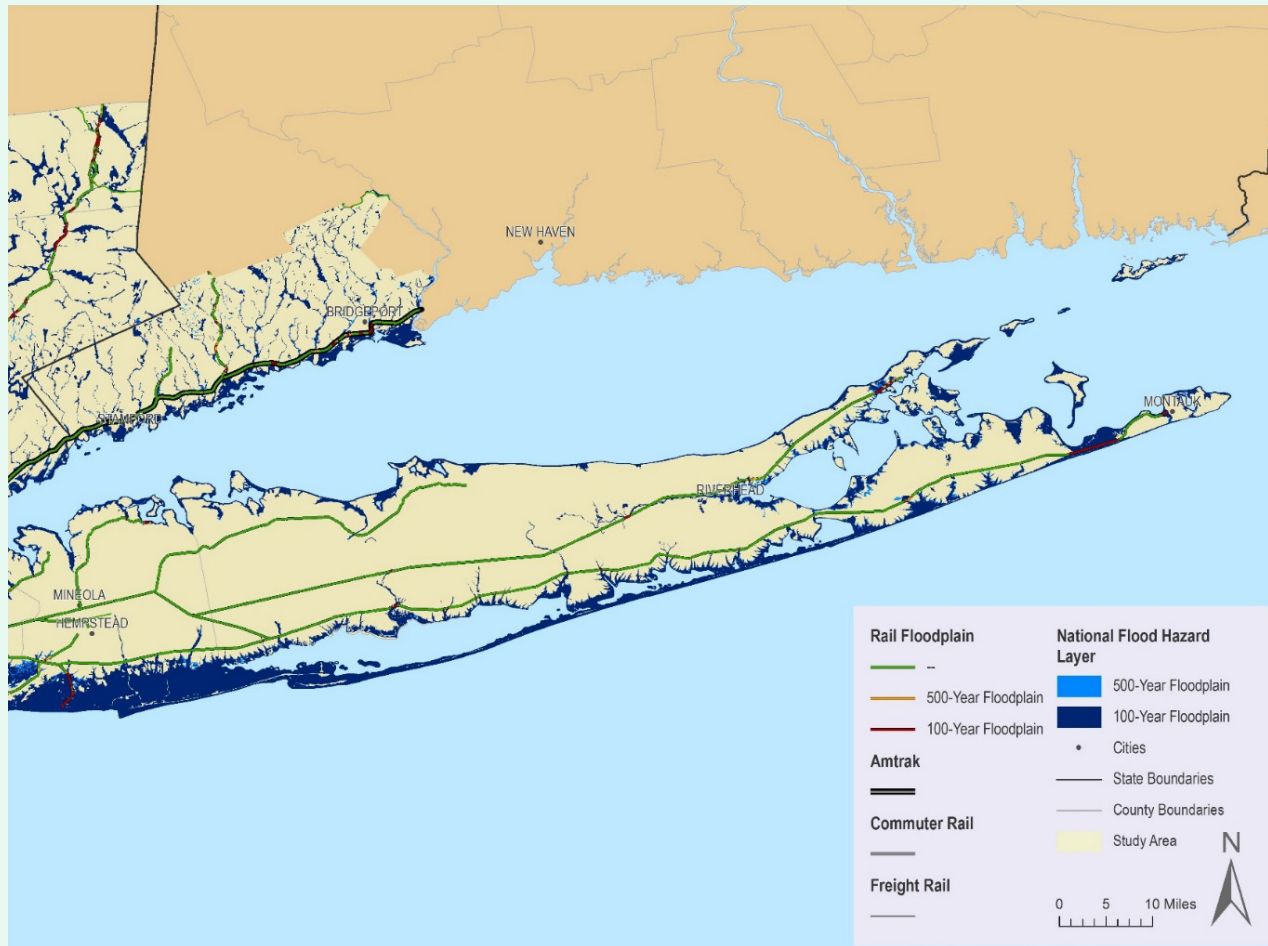 NEW HAVEN
BRIDGEPORT
STAMFORD
MONTAUK
RIVERHEAD
MINEOLA
HEMPSTEAD
Rail Floodplain
--
500-Year Floodplain
100-Year Floodplain
Amtrak
Commuter Rail
Freight Rail
National Flood Hazard
Layer
500-Year Floodplain
100-Year Floodplain
Cities
State Boundaries
County Boundaries
Study Area
N
0 5 10 Miles